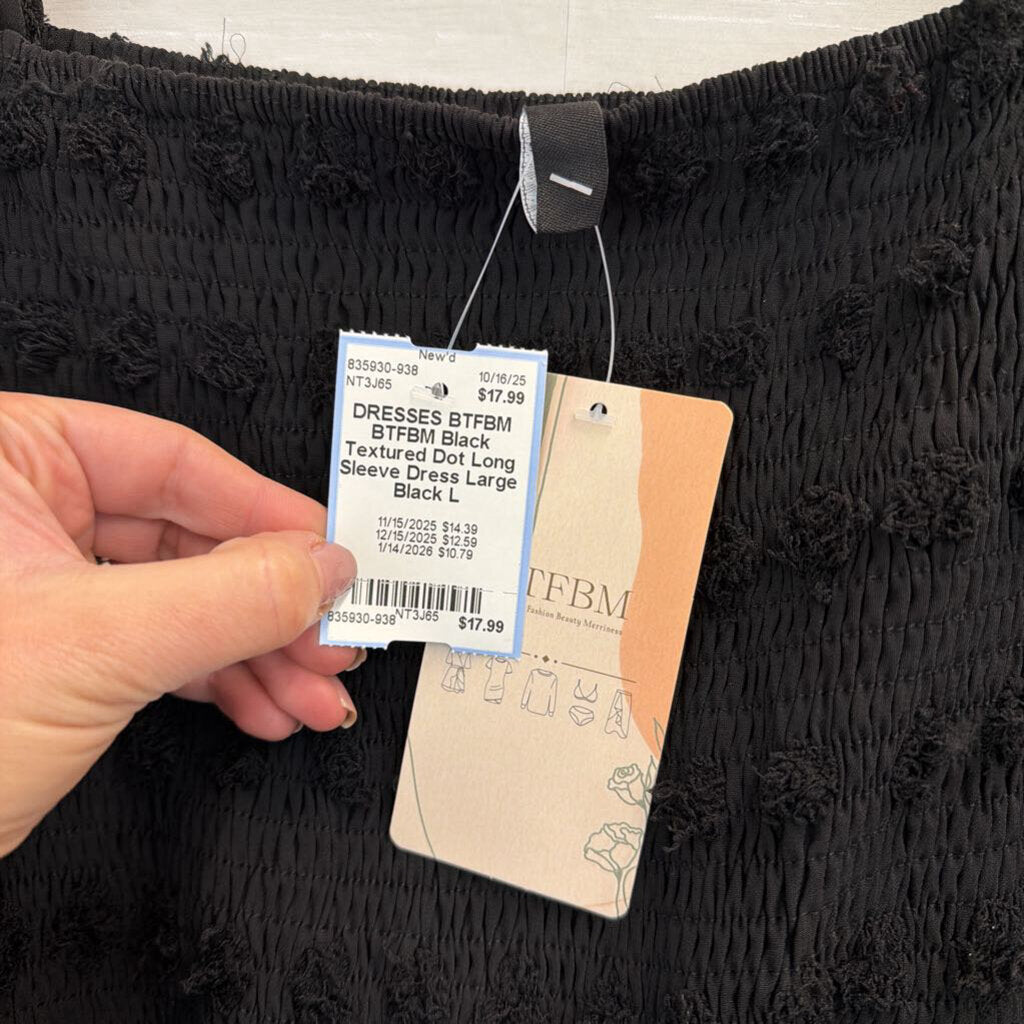 New'd
835930-938 10/16/25
NT3J65 $17.99
DRESSES BTFBM
BTFBM Black
Textured Dot Long
Sleeve Dress Large
Black L
11/15/2025 $14.39
12/15/2025 $12.59
1/14/2026 $10.79
835930-938 NT3J65 $17.99
TFBM
Fashion Beauty Merriness